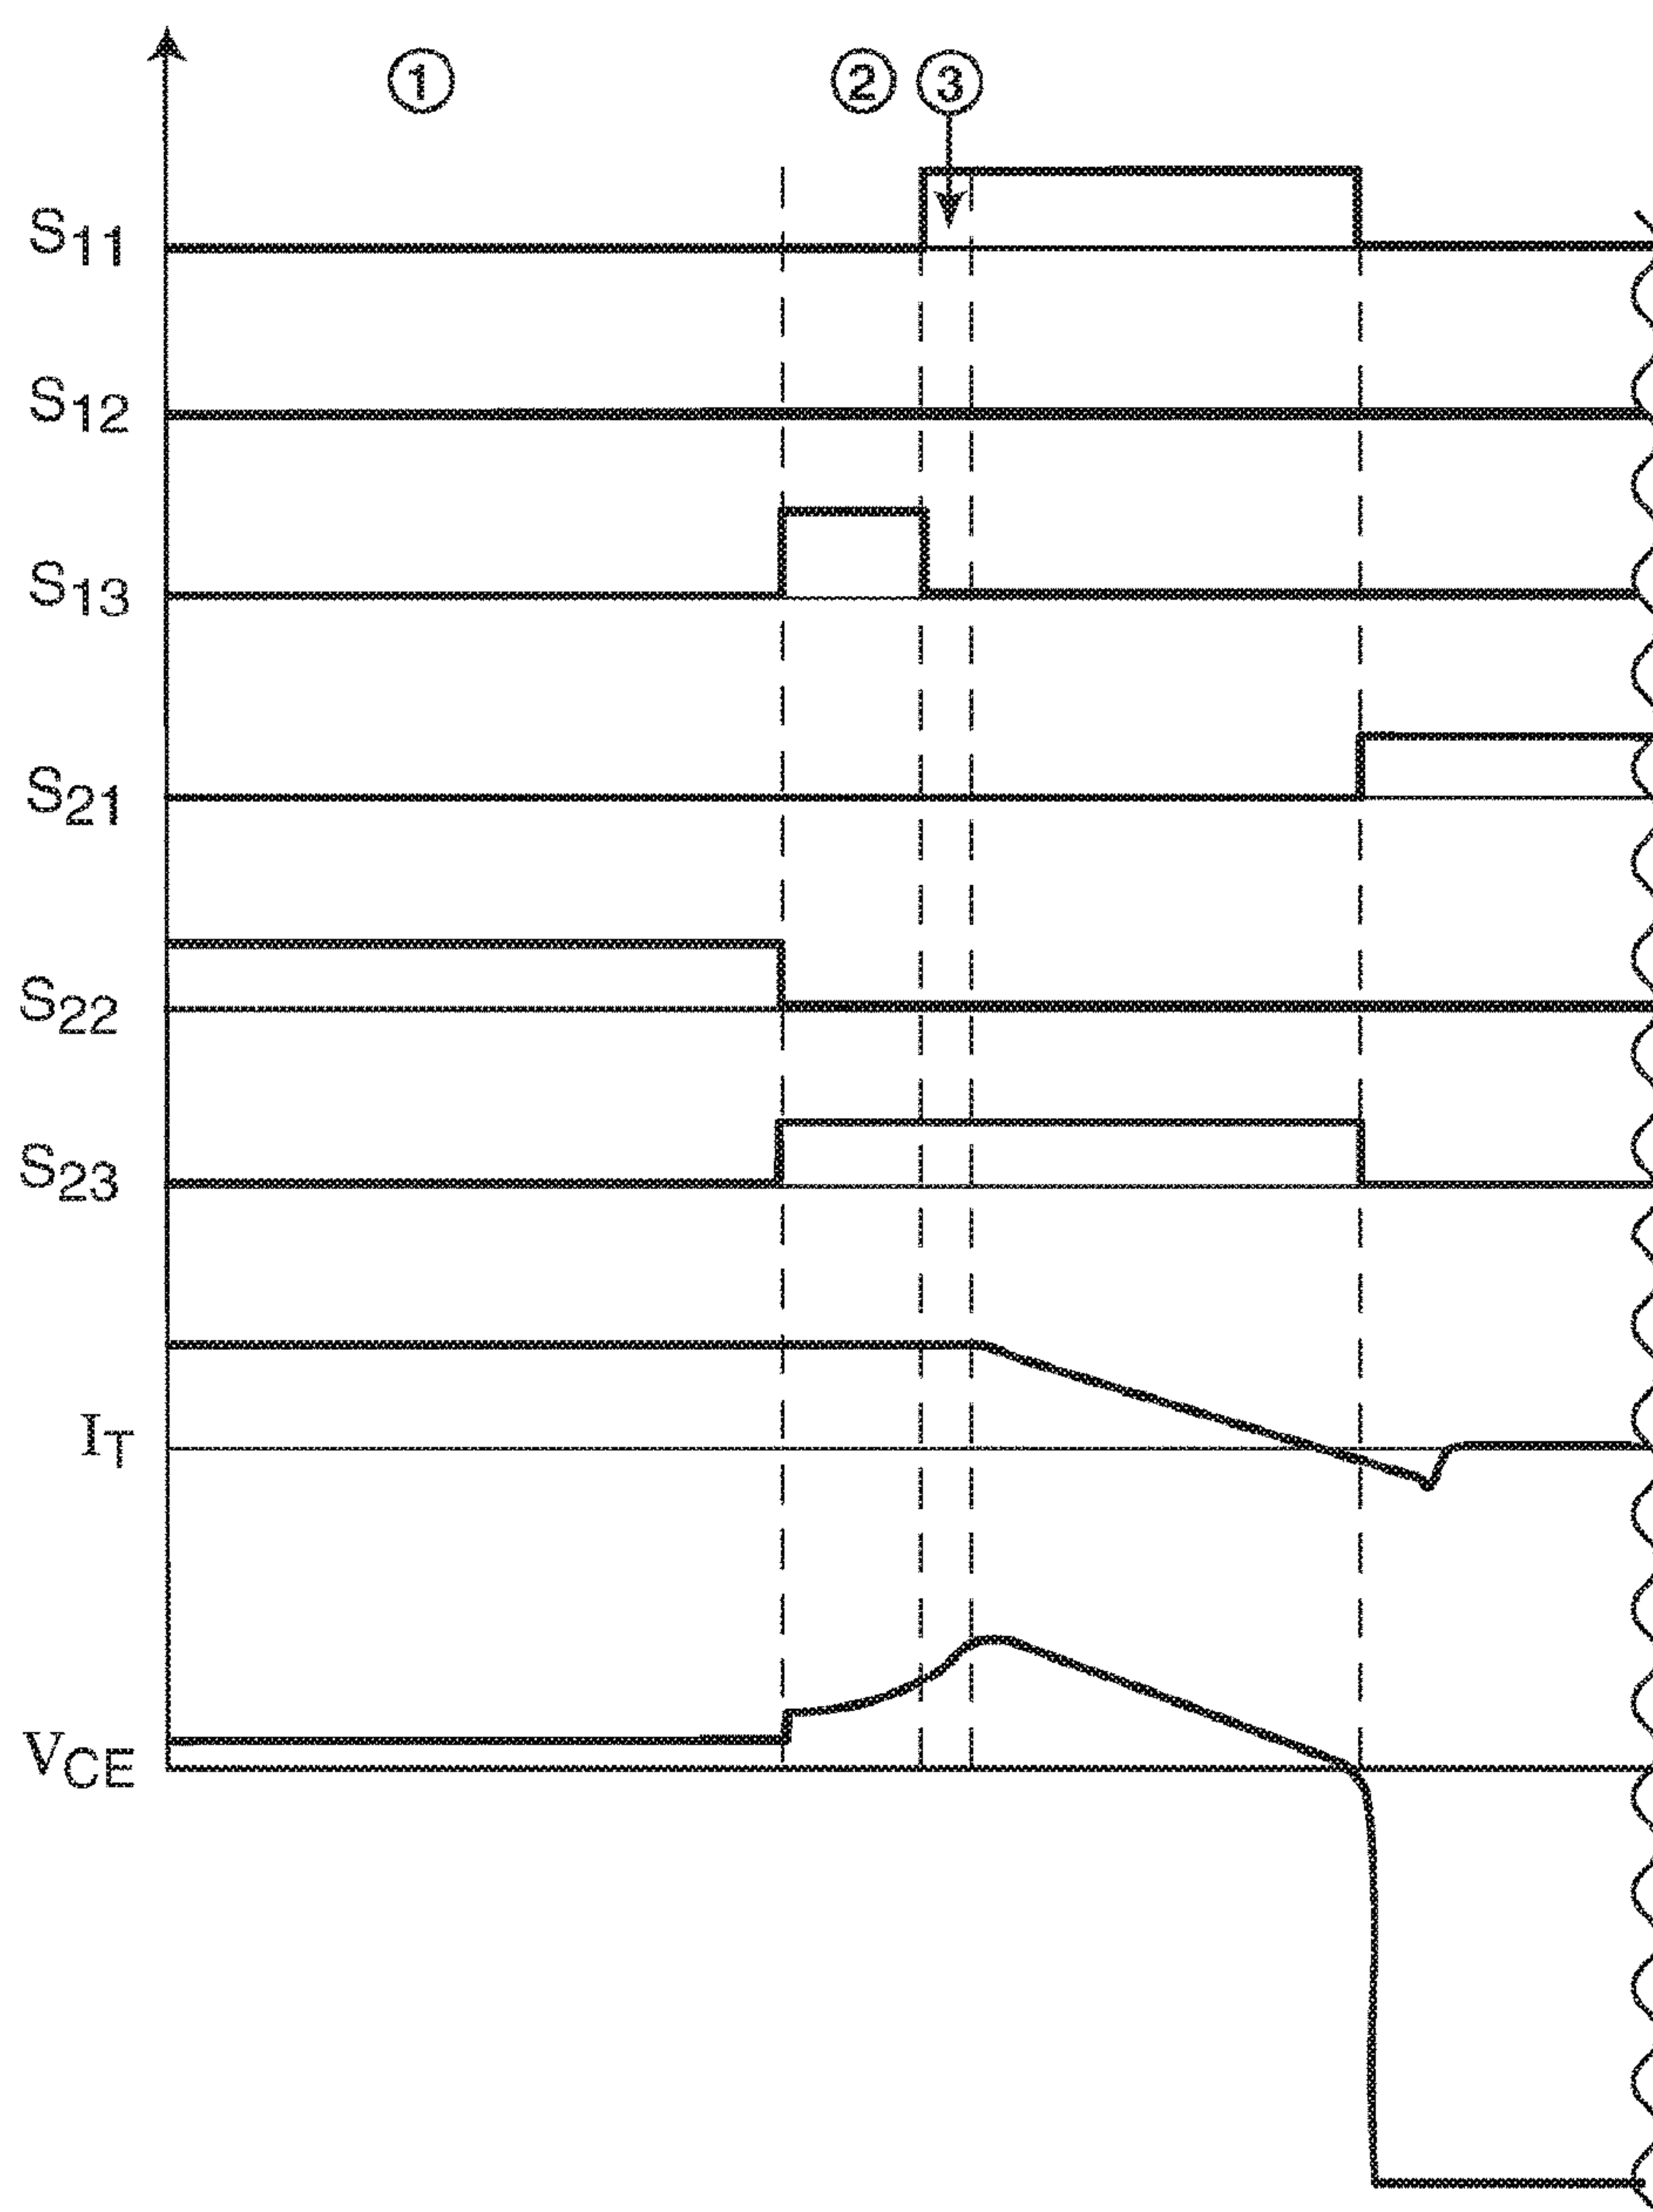 ① ② ③
S11
S12
S13
S21
S22
S23
IT
VCE